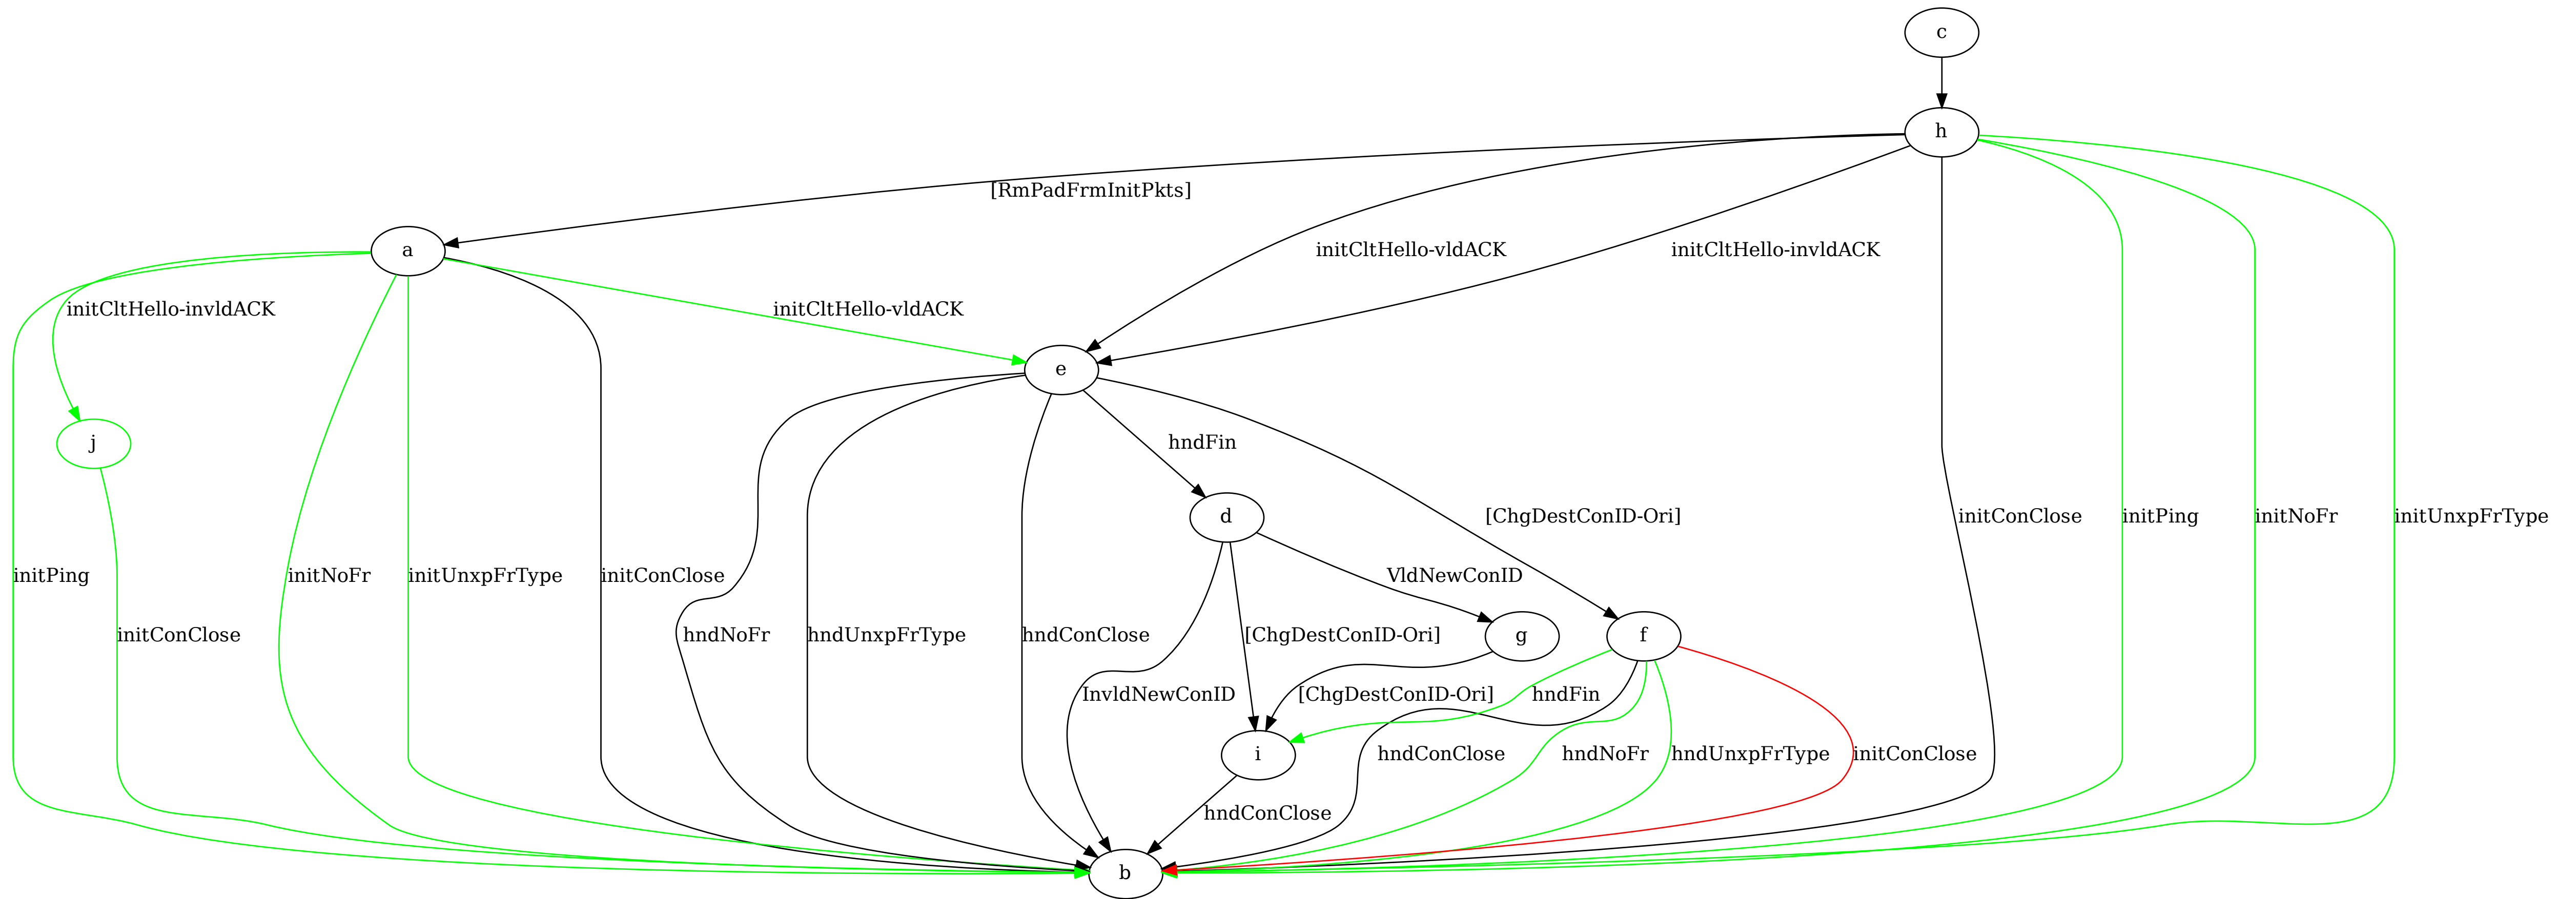 c
h
[RmPadFrmInitPkts]
a
initCltHello-vldACK
initCltHello-invldACK
initCltHello-invldACK
initCltHello-vldACK
e
j
hndFin
d
[ChgDestConID-Ori]
initConClose
initPing
initNoFr
initUnxpFrType
initPing
initNoFr
initUnxpFrType
initConClose
VldNewConID
initConClose
hndNoFr
hndUnxpFrType
hndConClose
[ChgDestConID-Ori]
g
f
InvldNewConID
[ChgDestConID-Ori]
hndFin
i
hndConClose
hndNoFr
hndUnxpFrType
initConClose
hndConClose
b